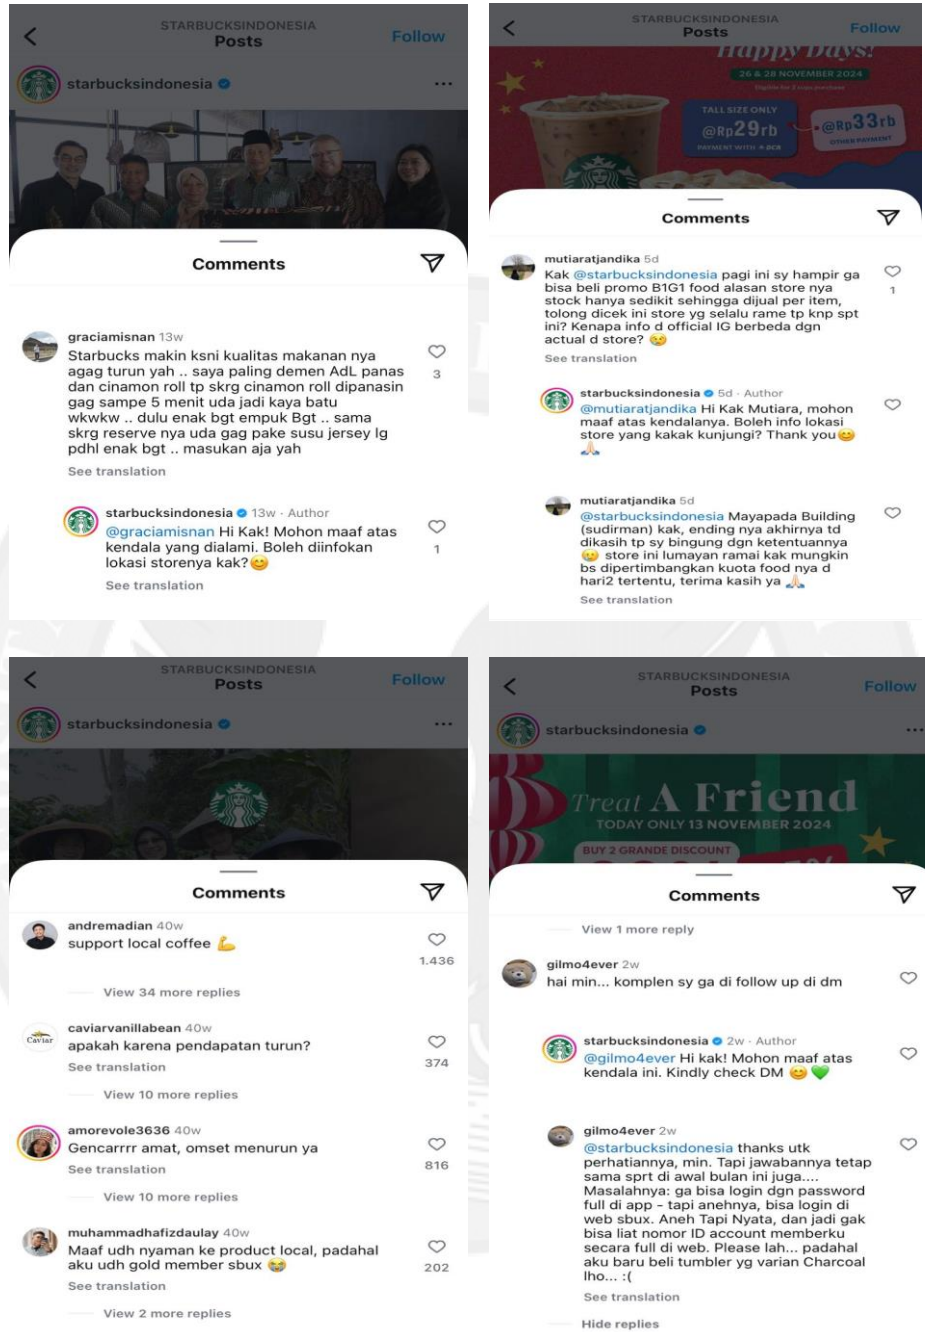 STARBUCKSINDONESIA
Posts
Follow
starbucksindonesia
Comments
graciamisnan 13w
Starbucks makin ksni kualitas makanan nya
agag turun yah .. saya paling demen AdL panas
dan cinamon roll tp skrg cinamon roll dipanasin
gag sampe 5 menit uda jadi kaya batu
wkwkw .. dulu enak bgt empuk Bgt .. sama
skrg reserve nya uda gag pake susu jersey lg
pdhl enak bgt .. masukan aja yah
3
See translation
starbucksindonesia 13w · Author
@graciamisnan Hi Kak! Mohon maaf atas
kendala yang dialami. Boleh diinfokan
lokasi storenya kak?😊
1
See translation
STARBUCKSINDONESIA
Posts
Follow
Happy Days!
26 & 28 NOVEMBER 2024
Eligible for 2 cups purchase
TALL SIZE ONLY
@Rp29rb
PAYMENT WITH BCA
@Rp33rb
OTHER PAYMENT
Comments
mutiaratjandika 5d
Kak @starbucksindonesia pagi ini sy hampir ga
bisa beli promo B1G1 food alasan store nya
stock hanya sedikit sehingga dijual per item,
tolong dicek ini store yg selalu rame tp knp spt
ini? Kenapa info d official IG berbeda dgn
actual d store? 😢
1
See translation
starbucksindonesia 5d · Author
@mutiaratjandika Hi Kak Mutiara, mohon
maaf atas kendalanya. Boleh info lokasi
store yang kakak kunjungi? Thank you😊
🙏🏻
mutiaratjandika 5d
@starbucksindonesia Mayapada Building
(sudirman) kak, ending nya akhirnya td
dikasih tp sy bingung dgn ketentuannya
🥲 store ini lumayan ramai kak mungkin
bs dipertimbangkan kuota food nya d
hari2 tertentu, terima kasih ya 🙏🏻
See translation
STARBUCKSINDONESIA
Posts
Follow
starbucksindonesia
Comments
andremadian 40w
support local coffee 💪
1.436
View 34 more replies
caviarvanillabean 40w
Caviar
apakah karena pendapatan turun?
374
See translation
View 10 more replies
amorevole3636 40w
Gencarrrr amat, omset menurun ya
816
See translation
View 10 more replies
muhammadhafizdaulay 40w
Maaf udh nyaman ke product local, padahal
aku udh gold member sbux 😭
202
See translation
View 2 more replies
STARBUCKSINDONESIA
Posts
Follow
starbucksindonesia
Treat A Friend
TODAY ONLY 13 NOVEMBER 2024
BUY 2 GRANDE DISCOUNT
Comments
View 1 more reply
gilmo4ever 2w
hai min... komplen sy ga di follow up di dm
starbucksindonesia 2w · Author
@gilmo4ever Hi kak! Mohon maaf atas
kendala ini. Kindly check DM 😊 💚
gilmo4ever 2w
@starbucksindonesia thanks utk
perhatiannya, min. Tapi jawabannya tetap
sama sprt di awal bulan ini juga....
Masalahnya: ga bisa login dgn password
full di app - tapi anehnya, bisa login di
web sbux. Aneh Tapi Nyata, dan jadi gak
bisa liat nomor ID account memberku
secara full di web. Please lah... padahal
aku baru beli tumbler yg varian Charcoal
lho... :(
See translation
Hide replies